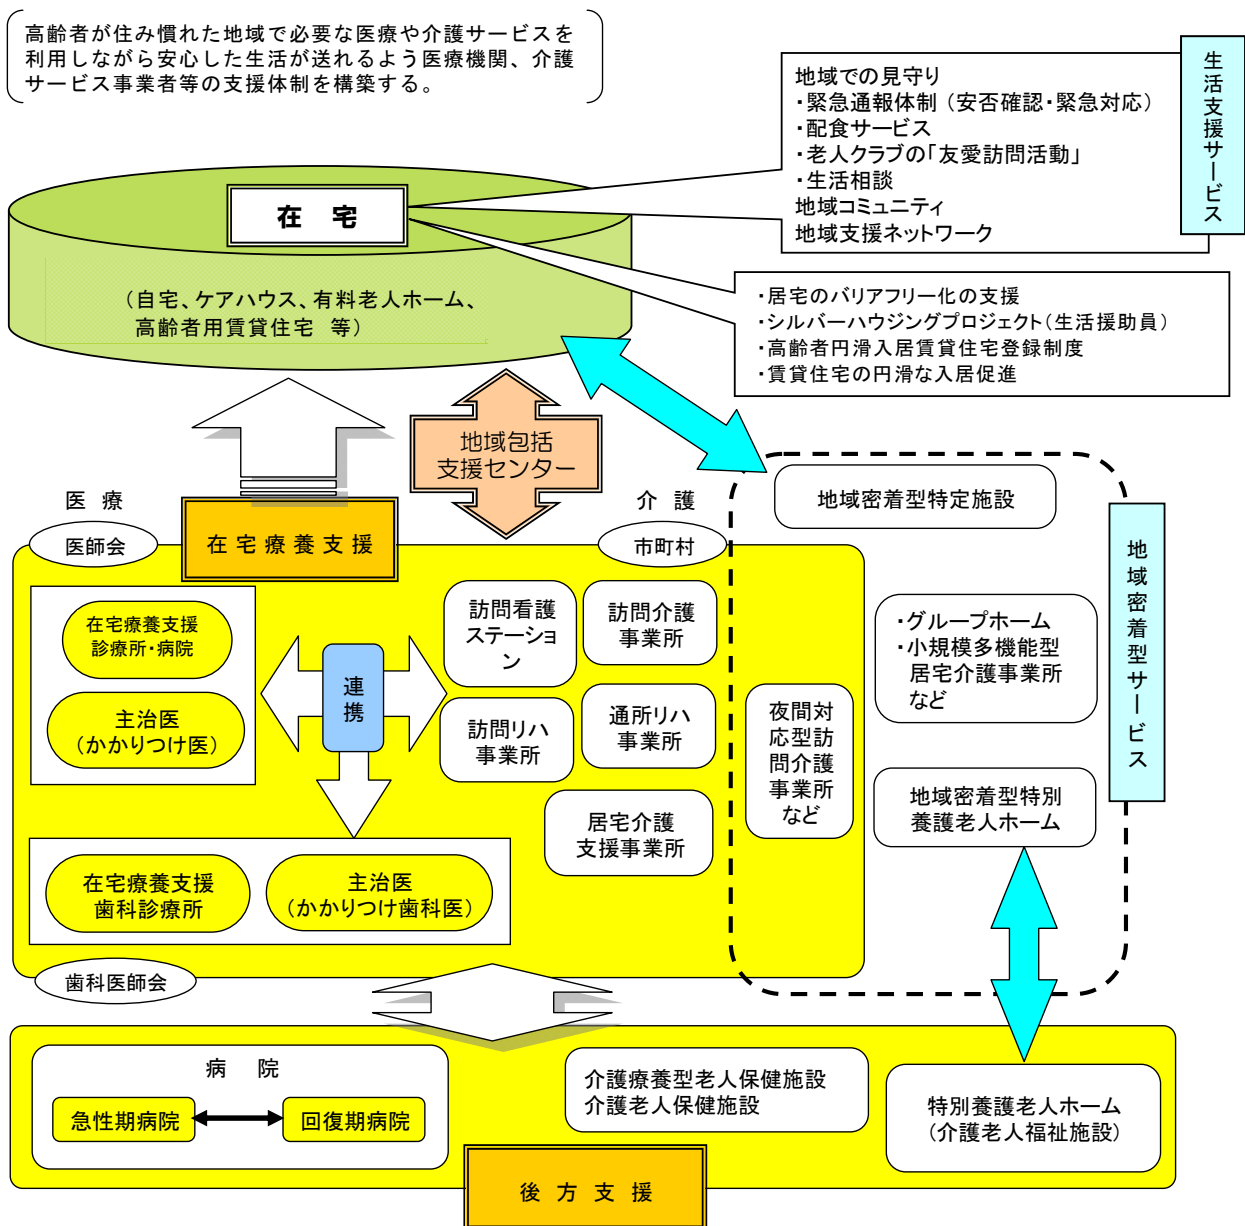 高齢者が住み慣れた地域で必要な医療や介護サービスを
利用しながら安心した生活が送れるよう医療機関、介護
サービス事業者等の支援体制を構築する。
生活支援サービス
地域での見守り
・緊急通報体制（安否確認・緊急対応）
・配食サービス
・老人クラブの「友愛訪問活動」
・生活相談
地域コミュニティ
地域支援ネットワーク
在　宅
（自宅、ケアハウス、有料老人ホーム、
高齢者用賃貸住宅　等）
・居宅のバリアフリー化の支援
・シルバーハウジングプロジェクト（生活援助員）
・高齢者円滑入居賃貸住宅登録制度
・賃貸住宅の円滑な入居促進
地域包括
支援センター
医　療
介　護
医師会
在宅療養支援
市町村
地域密着型特定施設
地域密着型サービス
在宅療養支援
診療所・病院
主治医
（かかりつけ医）
連携
訪問看護
ステーショ
ン
訪問介護
事業所
訪問リハ
事業所
通所リハ
事業所
居宅介護
支援事業所
夜間対
応型訪
問介護
事業所
など
・グループホーム
・小規模多機能型
居宅介護事業所
など
地域密着型特別
養護老人ホーム
在宅療養支援
歯科診療所
主治医
（かかりつけ歯科医）
歯科医師会
病　院
急性期病院
回復期病院
介護療養型老人保健施設
介護老人保健施設
特別養護老人ホーム
（介護老人福祉施設）
後方支援